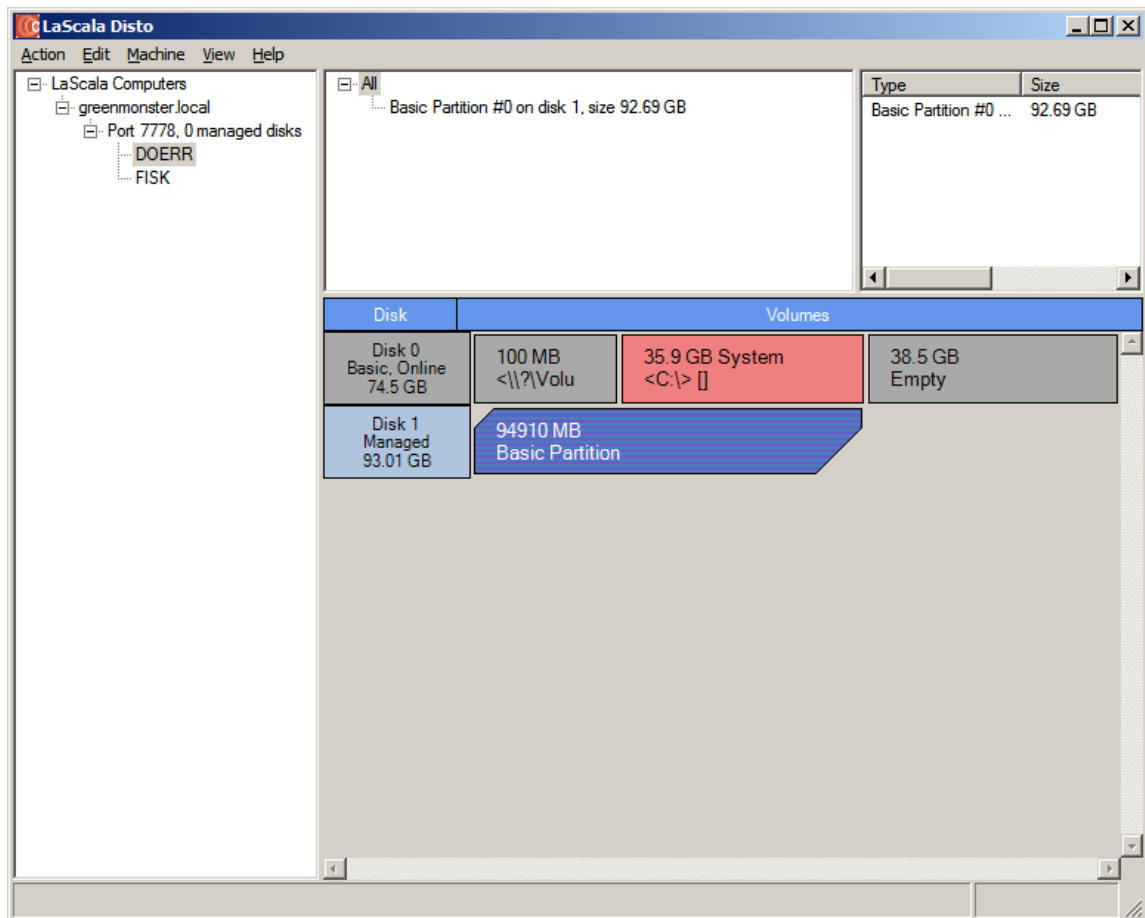 LaScala Disto
Action Edit Machine View Help
LaScala Computers
greenmonster.local
Port 7778, 0 managed disks
DOERR
FISK
All
Basic Partition #0 on disk 1, size 92.69 GB
Type Size
Basic Partition #0 ... 92.69 GB
Disk Volumes
Disk 0
Basic, Online
74.5 GB
100 MB
<\\?\Volu
35.9 GB System
<C:\> []
38.5 GB
Empty
Disk 1
Managed
93.01 GB
94910 MB
Basic Partition